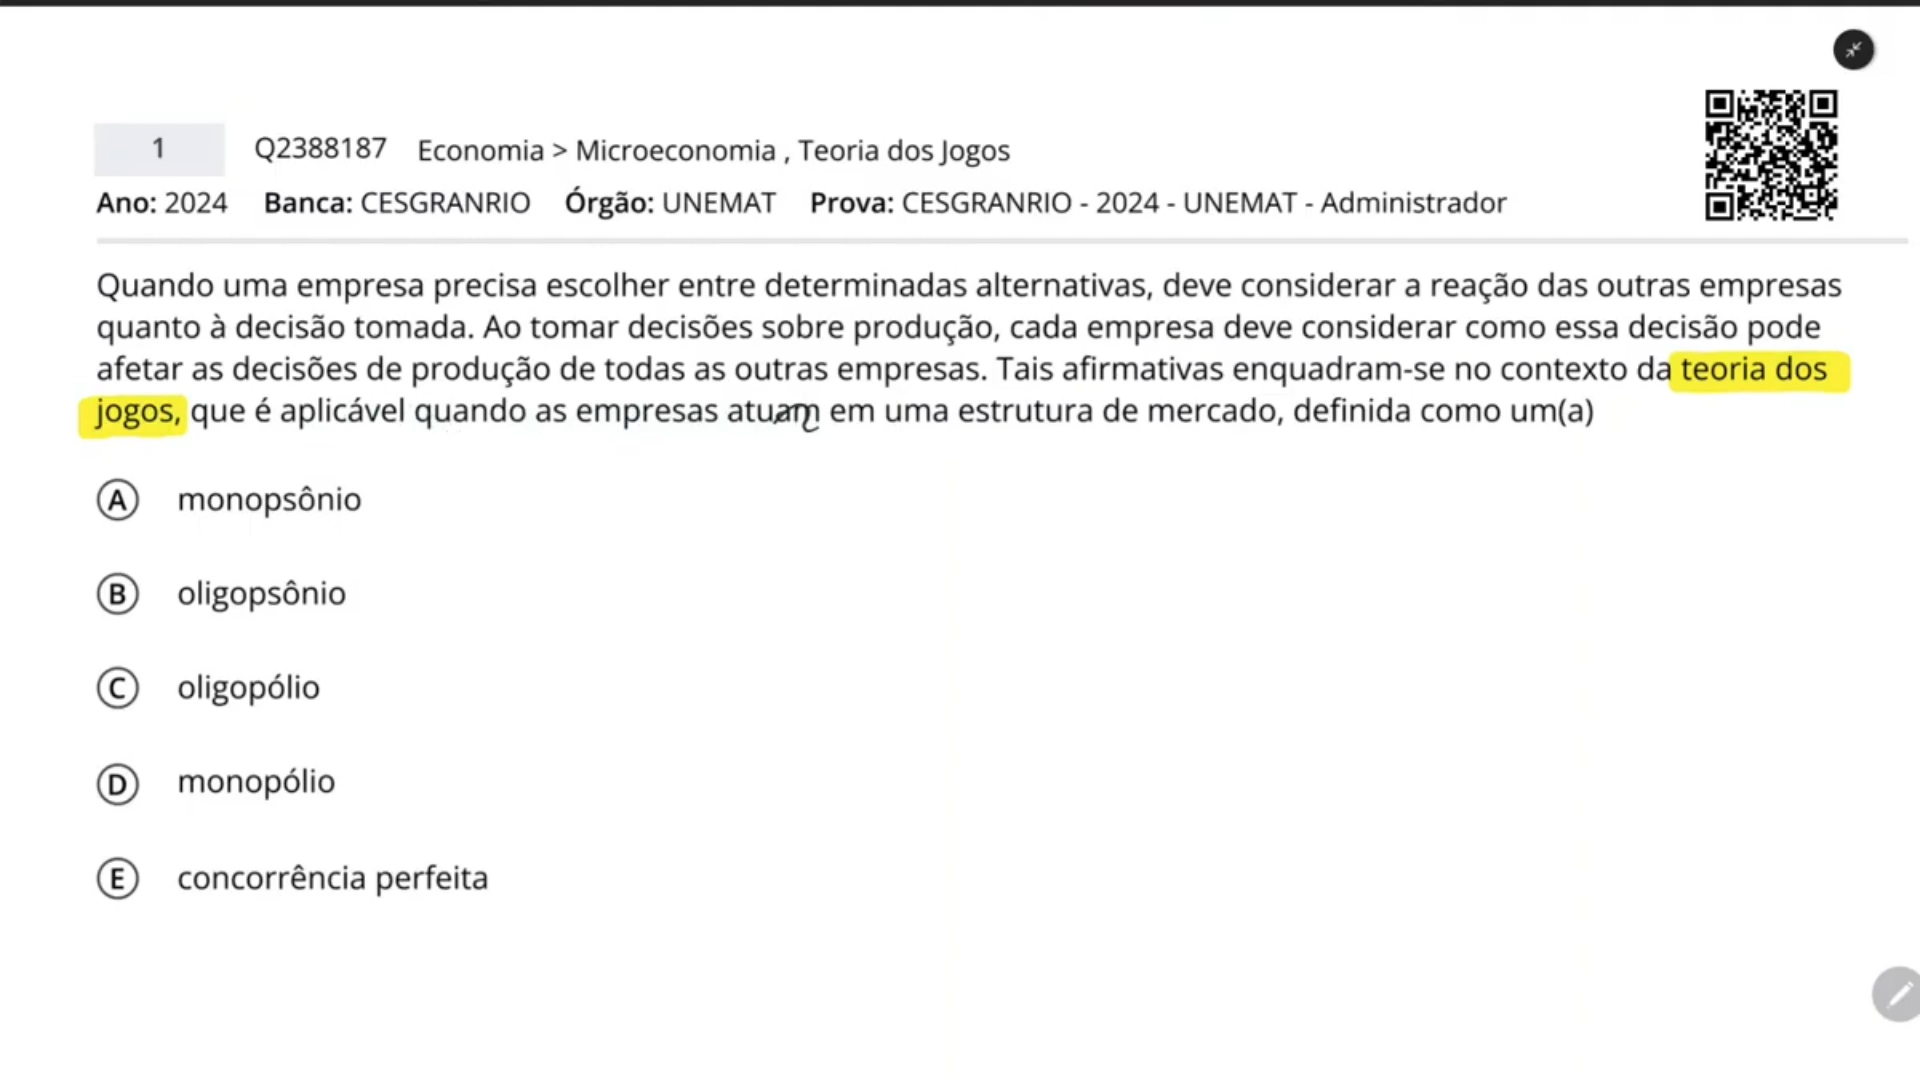 1 Q2388187 Economia > Microeconomia , Teoria dos Jogos
Ano: 2024 Banca: CESGRANRIO Órgão: UNEMAT Prova: CESGRANRIO - 2024 - UNEMAT - Administrador
Quando uma empresa precisa escolher entre determinadas alternativas, deve considerar a reação das outras empresas
quanto à decisão tomada. Ao tomar decisões sobre produção, cada empresa deve considerar como essa decisão pode
afetar as decisões de produção de todas as outras empresas. Tais afirmativas enquadram-se no contexto da teoria dos
jogos, que é aplicável quando as empresas atuam em uma estrutura de mercado, definida como um(a)
A monopsônio
B oligopsônio
C oligopólio
D monopólio
E concorrência perfeita